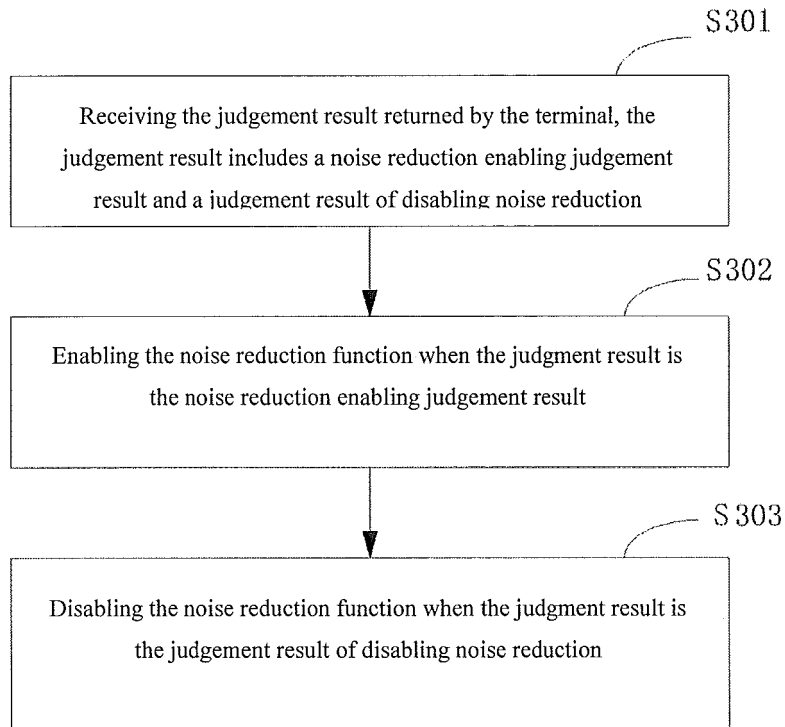 S301
Receiving the judgement result returned by the terminal, the
judgement result includes a noise reduction enabling judgement
result and a judgement result of disabling noise reduction
S302
Enabling the noise reduction function when the judgment result is
the noise reduction enabling judgement result
S303
Disabling the noise reduction function when the judgment result is
the judgement result of disabling noise reduction